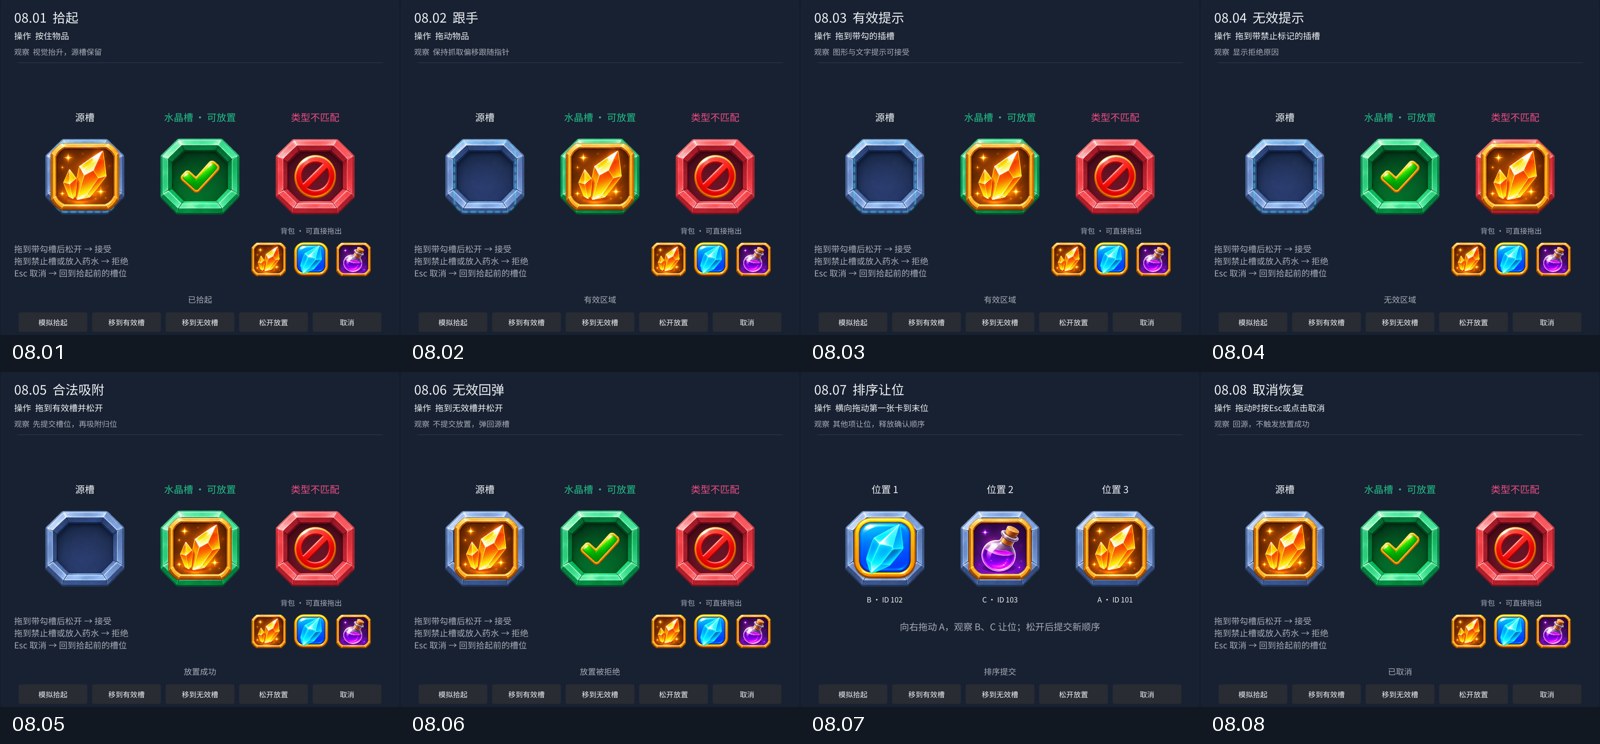 08.01 拾起
操作 按住物品
观察 视觉抬升，源槽保留
源槽
水晶槽 · 可放置
类型不匹配
背包 · 可直接拖出
拖到带勾槽后松开 → 接受
拖到禁止槽或放入药水 → 拒绝
Esc 取消 → 回到拾起前的槽位
已拾起
模拟拾起
移到有效槽
移到无效槽
松开放置
取消
08.01
08.02 跟手
操作 拖动物品
观察 保持抓取偏移跟随指针
源槽
水晶槽 · 可放置
类型不匹配
背包 · 可直接拖出
拖到带勾槽后松开 → 接受
拖到禁止槽或放入药水 → 拒绝
Esc 取消 → 回到拾起前的槽位
有效区域
模拟拾起
移到有效槽
移到无效槽
松开放置
取消
08.02
08.03 有效提示
操作 拖到带勾的插槽
观察 图形与文字提示可接受
源槽
水晶槽 · 可放置
类型不匹配
背包 · 可直接拖出
拖到带勾槽后松开 → 接受
拖到禁止槽或放入药水 → 拒绝
Esc 取消 → 回到拾起前的槽位
有效区域
模拟拾起
移到有效槽
移到无效槽
松开放置
取消
08.03
08.04 无效提示
操作 拖到带禁止标记的插槽
观察 显示拒绝原因
源槽
水晶槽 · 可放置
类型不匹配
背包 · 可直接拖出
拖到带勾槽后松开 → 接受
拖到禁止槽或放入药水 → 拒绝
Esc 取消 → 回到拾起前的槽位
无效区域
模拟拾起
移到有效槽
移到无效槽
松开放置
取消
08.04
08.05 合法吸附
操作 拖到有效槽并松开
观察 先提交槽位，再吸附归位
源槽
水晶槽 · 可放置
类型不匹配
背包 · 可直接拖出
拖到带勾槽后松开 → 接受
拖到禁止槽或放入药水 → 拒绝
Esc 取消 → 回到拾起前的槽位
放置成功
模拟拾起
移到有效槽
移到无效槽
松开放置
取消
08.05
08.06 无效回弹
操作 拖到无效槽并松开
观察 不提交放置，弹回源槽
源槽
水晶槽 · 可放置
类型不匹配
背包 · 可直接拖出
拖到带勾槽后松开 → 接受
拖到禁止槽或放入药水 → 拒绝
Esc 取消 → 回到拾起前的槽位
放置被拒绝
模拟拾起
移到有效槽
移到无效槽
松开放置
取消
08.06
08.07 排序让位
操作 横向拖动第一张卡到末位
观察 其他项让位，释放确认顺序
位置 1
位置 2
位置 3
B · ID 102
C · ID 103
A · ID 101
向右拖动 A，观察 B、C 让位；松开后提交新顺序
排序提交
模拟拾起
移到有效槽
移到无效槽
松开放置
取消
08.07
08.08 取消恢复
操作 拖动时按Esc或点击取消
观察 回源，不触发放置成功
源槽
水晶槽 · 可放置
类型不匹配
背包 · 可直接拖出
拖到带勾槽后松开 → 接受
拖到禁止槽或放入药水 → 拒绝
Esc 取消 → 回到拾起前的槽位
已取消
模拟拾起
移到有效槽
移到无效槽
松开放置
取消
08.08